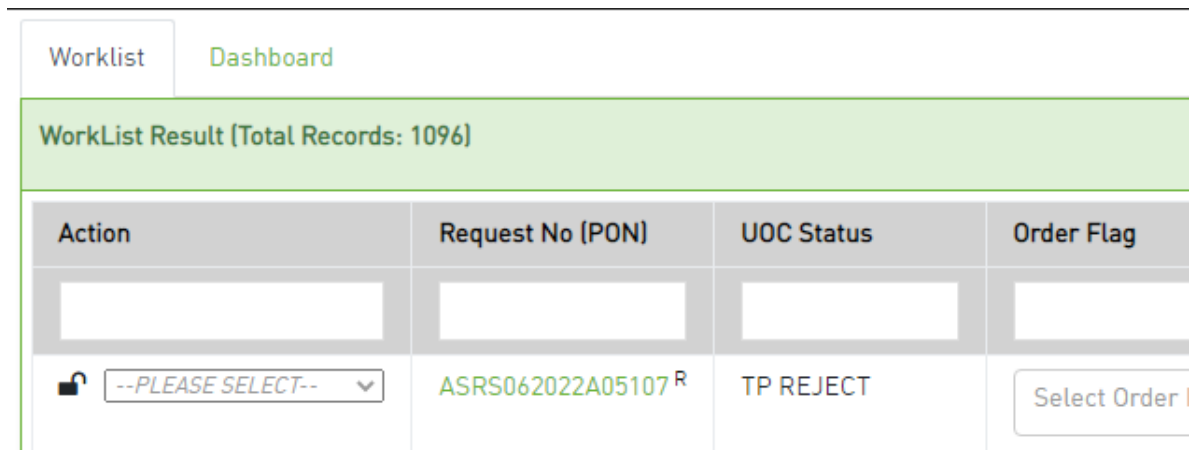 Worklist Dashboard
WorkList Result (Total Records: 1096)
Action Request No (PON) UOC Status Order Flag
--PLEASE SELECT-- ASRS062022A05107 R TP REJECT Select Order